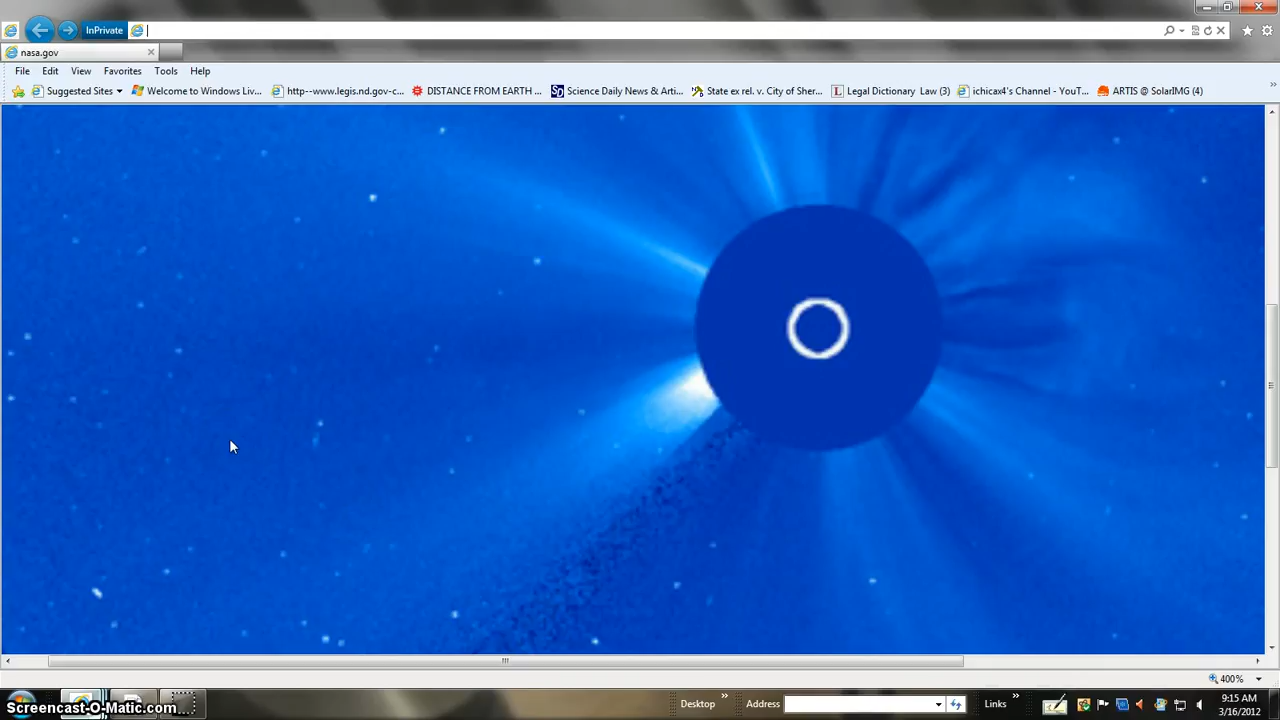 InPrivate
nasa.gov
File Edit View Favorites Tools Help
Suggested Sites Welcome to Windows Liv... http--www.legis.nd.gov-c... DISTANCE FROM EARTH ... Sp Science Daily News & Arti... State ex rel. v. City of Sher... L Legal Dictionary Law (3) ichicax4's Channel - YouT... ARTIS @ SolarIMG (4)
400%
Desktop Address Links 9:15 AM
Screencast-O-Matic.com 3/16/2012